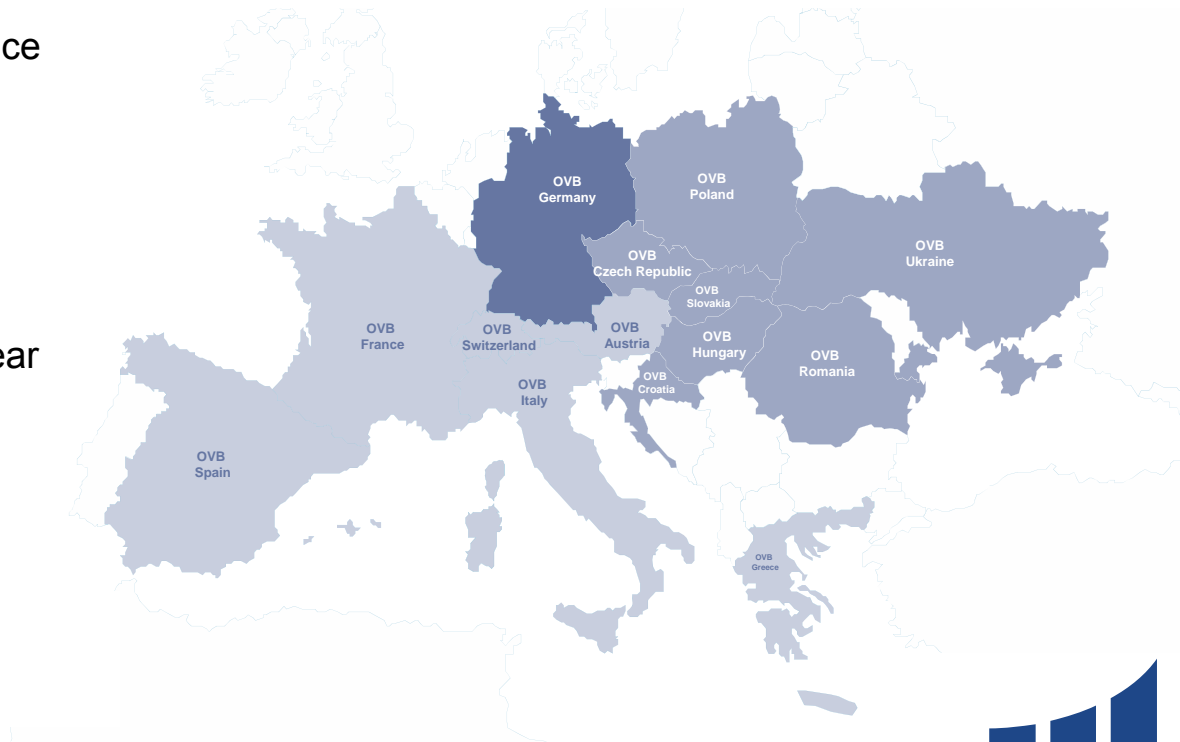 ce
OVB
Germany
OVB
Poland
OVB
Ukraine
OVB
Czech Republic
OVB
Slovakia
OVB
France
OVB
Switzerland
OVB
Austria
OVB
Hungary
ear
OVB
Romania
OVB
Croatia
OVB
Italy
OVB
Spain
OVB
Greece